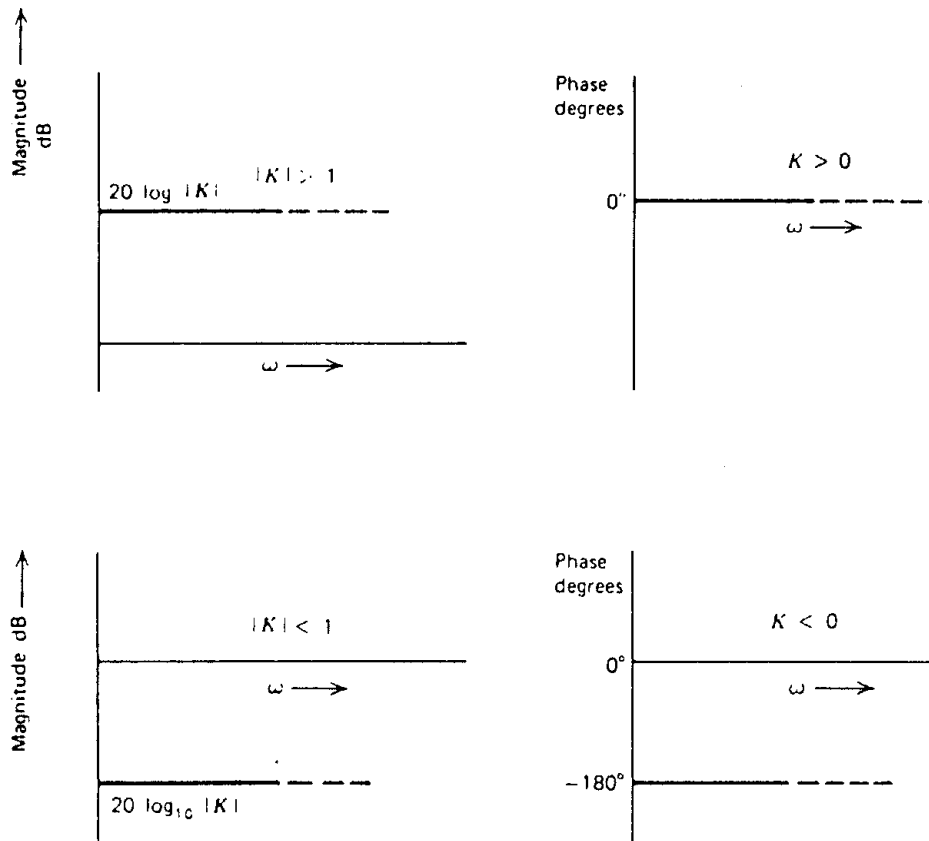 Magnitude
dB
20 log |K|
|K| > 1
ω
Phase
degrees
K > 0
0°
ω
Magnitude dB
|K| < 1
ω
20 log₁₀ |K|
Phase
degrees
K < 0
0°
ω
−180°